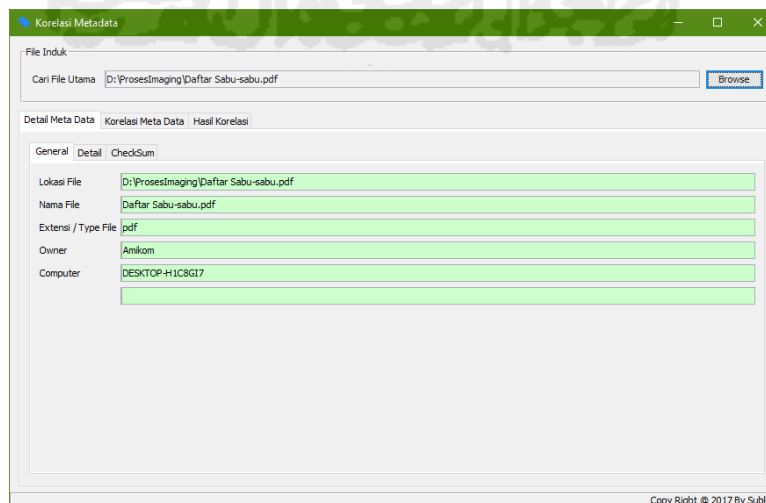 Korelasi Metadata
File Induk
Cari File Utama D:\ProsesImaging\Daftar Sabu-sabu.pdf Browse
Detail Meta Data Korelasi Meta Data Hasil Korelasi
General Detail CheckSum
Lokasi File D:\ProsesImaging\Daftar Sabu-sabu.pdf
Nama File Daftar Sabu-sabu.pdf
Extensi / Type File pdf
Owner Amikom
Computer DESKTOP-H1C8GI7
Copy Right @ 2017 By